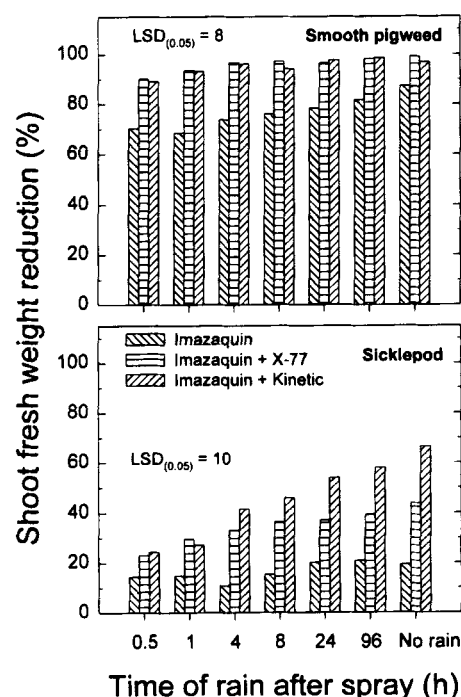 Shoot fresh weight reduction (%)
LSD(0.05) = 8
Smooth pigweed
100
80
60
40
20
0
Imazaquin
Imazaquin + X-77
Imazaquin + Kinetic
Sicklepod
LSD(0.05) = 10
100
80
60
40
20
0
0.5 1 4 8 24 96 No rain
Time of rain after spray (h)